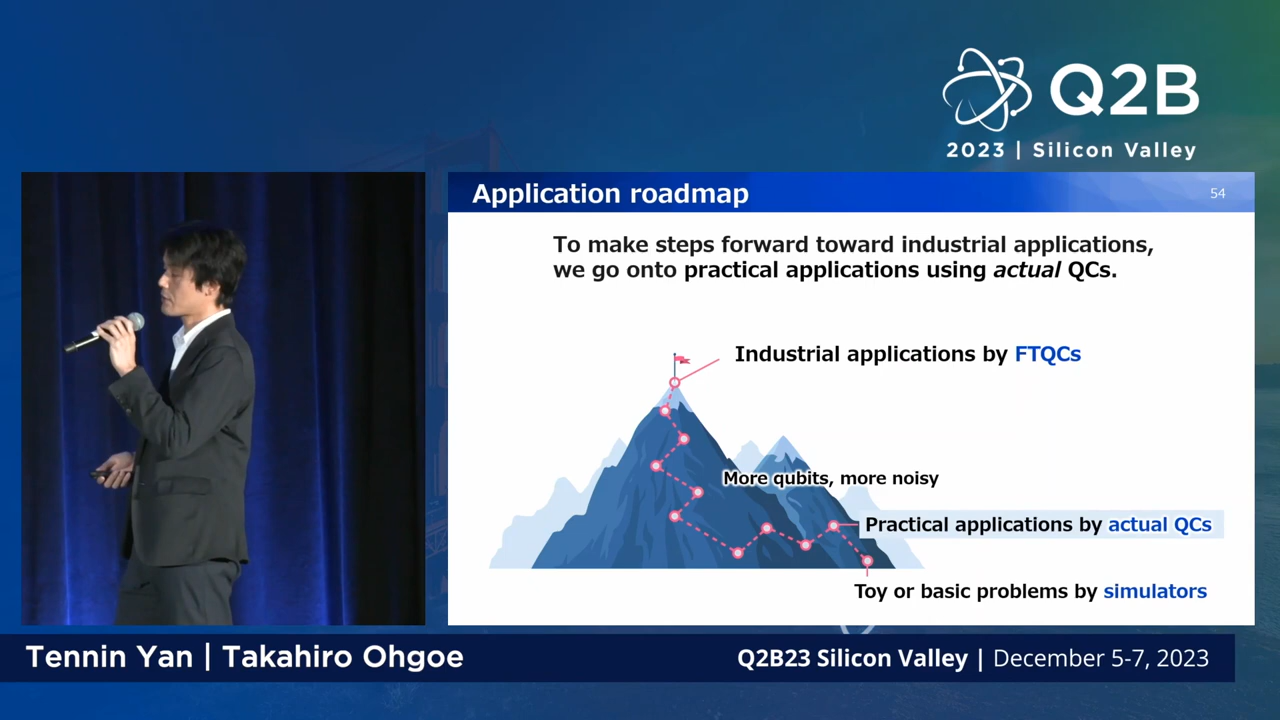 Q2B
2023 | Silicon Valley
Application roadmap
54
To make steps forward toward industrial applications,
we go onto practical applications using actual QCs.
Industrial applications by FTQCs
More qubits, more noisy
Practical applications by actual QCs
Toy or basic problems by simulators
Tennin Yan | Takahiro Ohgoe
Q2B23 Silicon Valley | December 5-7, 2023